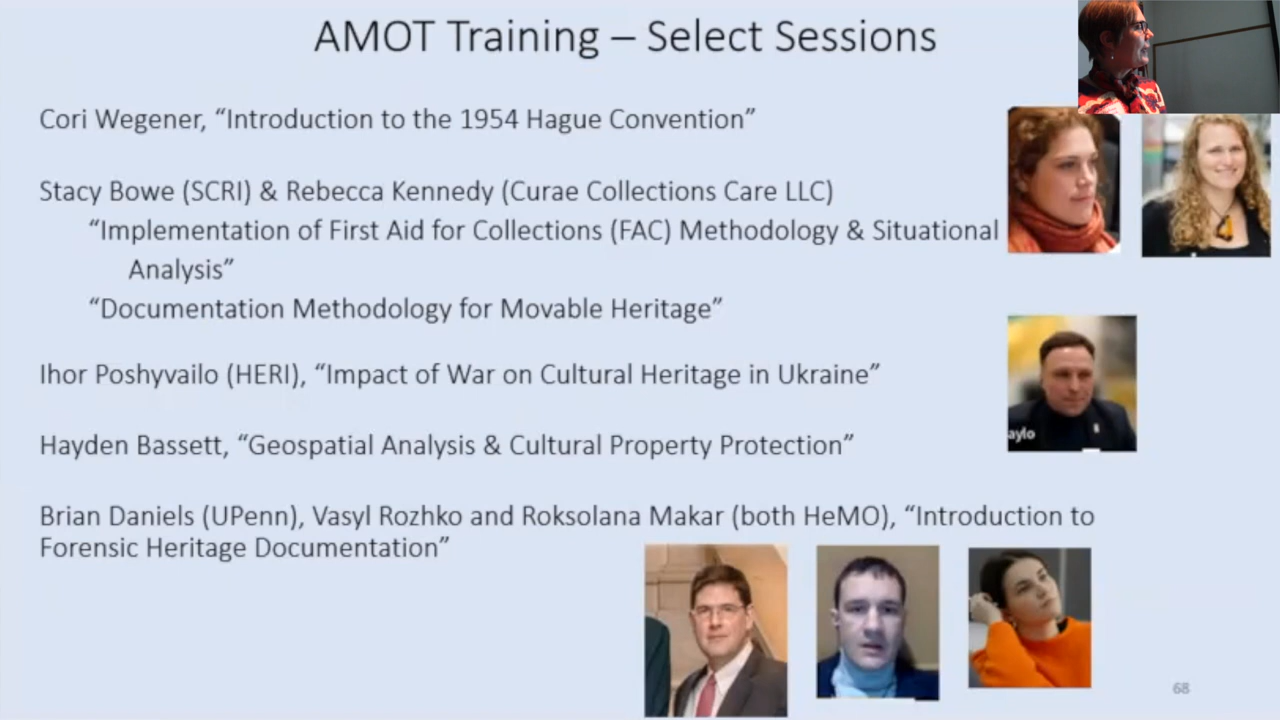 AMOT Training – Select Sessions
Cori Wegener, “Introduction to the 1954 Hague Convention”
Stacy Bowe (SCRI) & Rebecca Kennedy (Curae Collections Care LLC)
“Implementation of First Aid for Collections (FAC) Methodology & Situational
Analysis”
“Documentation Methodology for Movable Heritage”
Ihor Poshyvailo (HERI), “Impact of War on Cultural Heritage in Ukraine”
aylo
Hayden Bassett, “Geospatial Analysis & Cultural Property Protection”
Brian Daniels (UPenn), Vasyl Rozhko and Roksolana Makar (both HeMO), “Introduction to
Forensic Heritage Documentation”
68